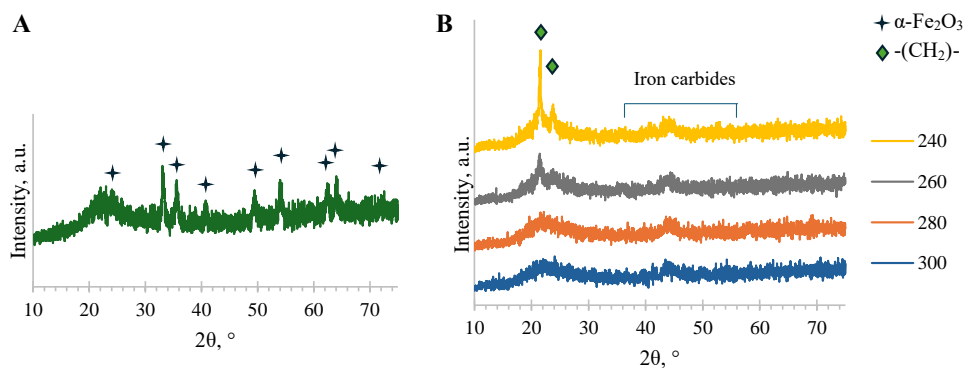 A
Intensity, a.u.
10 20 30 40 50 60 70
2θ, °
B
Iron carbides
Intensity, a.u.
10 20 30 40 50 60 70
2θ, °
α-Fe₂O₃
-(CH₂)-
240
260
280
300